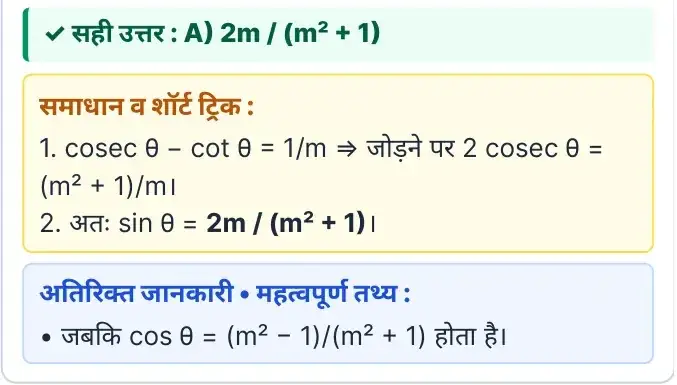 ✓ सही उत्तर : A) 2m / (m² + 1)
समाधान व शॉर्ट ट्रिक :
1. cosec θ − cot θ = 1/m ⇒ जोड़ने पर 2 cosec θ =
(m² + 1)/m।
2. अतः sin θ = 2m / (m² + 1)।
अतिरिक्त जानकारी • महत्वपूर्ण तथ्य :
• जबकि cos θ = (m² − 1)/(m² + 1) होता है।